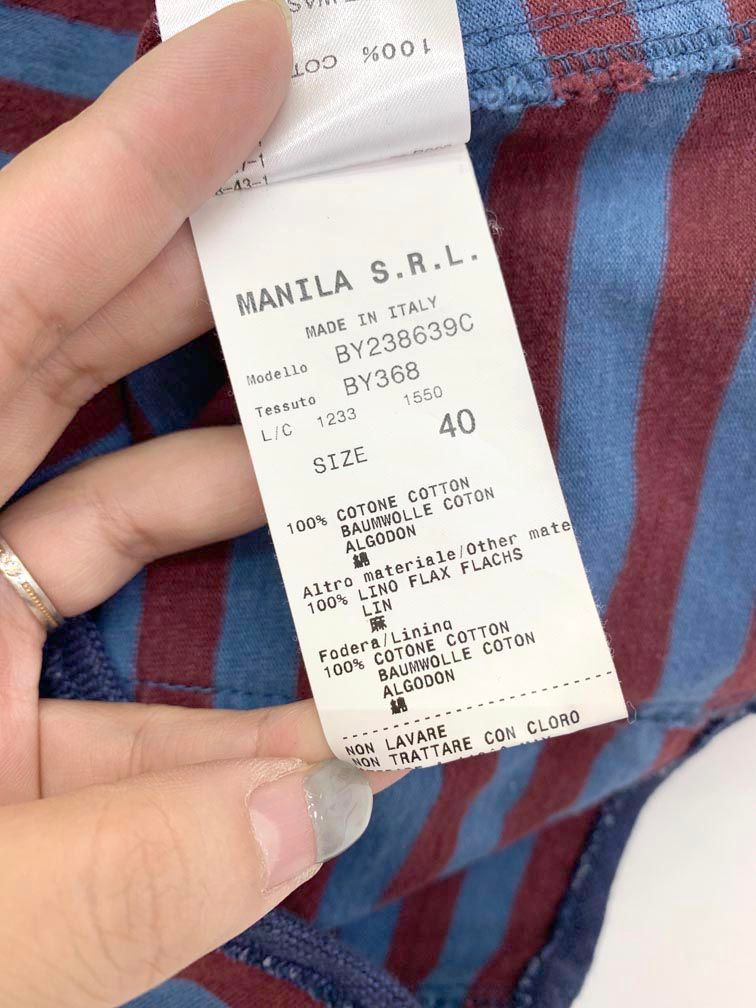 100% COT
-43-1
MANILA S.R.L.
MADE IN ITALY
Modello BY238639C
Tessuto BY368
L/C 1233 1550
SIZE 40
100% COTONE COTTON
BAUMWOLLE COTON
ALGODON
綿
Altro materiale/Other mate
100% LINO FLAX FLACHS
LIN
麻
Fodera/Lining
100% COTONE COTTON
BAUMWOLLE COTON
ALGODON
綿
NON LAVARE
NON TRATTARE CON CLORO